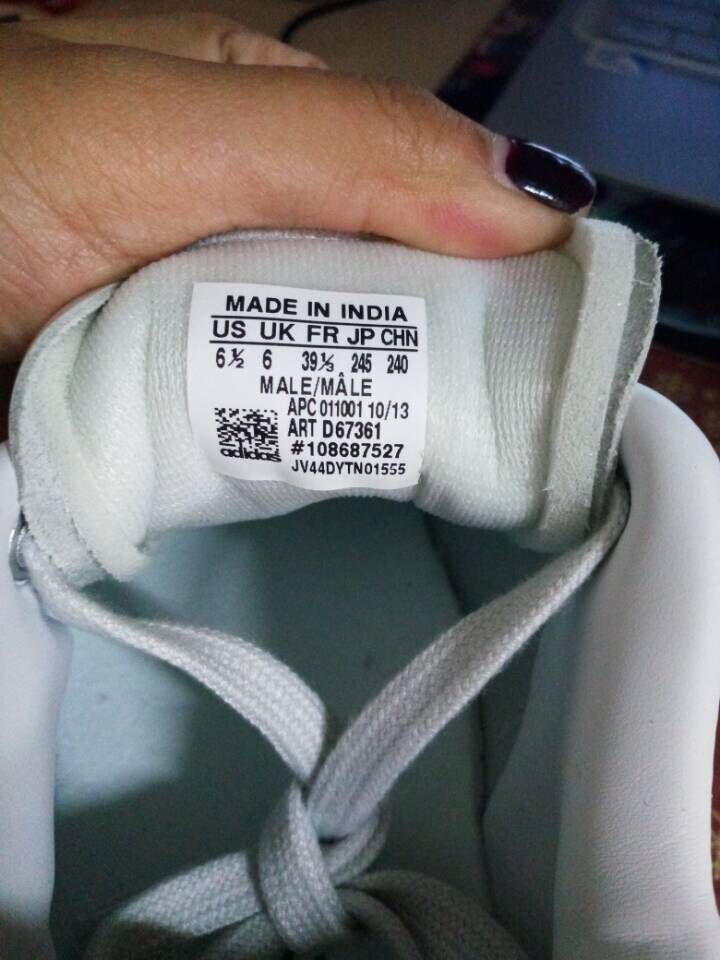 MADE IN INDIA
US UK FR JP CHN
6½ 6 39⅓ 245 240
MALE/MÂLE
APC 011001 10/13
ART D67361
#108687527
adidas
JV44DYTN01555